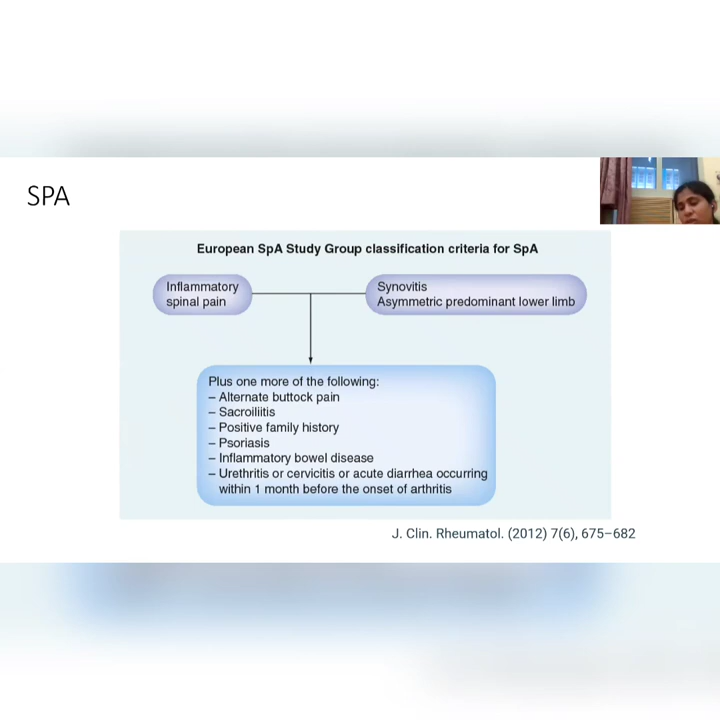 SPA
European SpA Study Group classification criteria for SpA
Inflammatory
spinal pain
Synovitis
Asymmetric predominant lower limb
Plus one more of the following:
– Alternate buttock pain
– Sacroiliitis
– Positive family history
– Psoriasis
– Inflammatory bowel disease
– Urethritis or cervicitis or acute diarrhea occurring
within 1 month before the onset of arthritis
J. Clin. Rheumatol. (2012) 7(6), 675–682